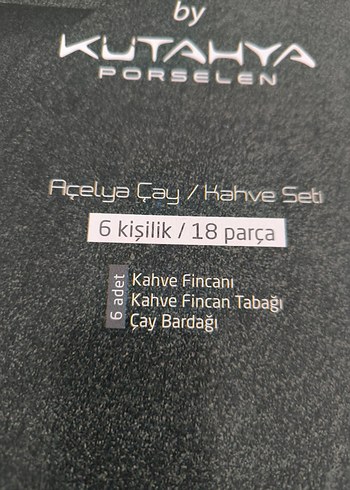 by
KUTAHYA
PORSELEN
Açelya Çay / Kahve Seti
6 kişilik / 18 parça
6 adet
Kahve Fincanı
Kahve Fincan Tabağı
Çay Bardağı